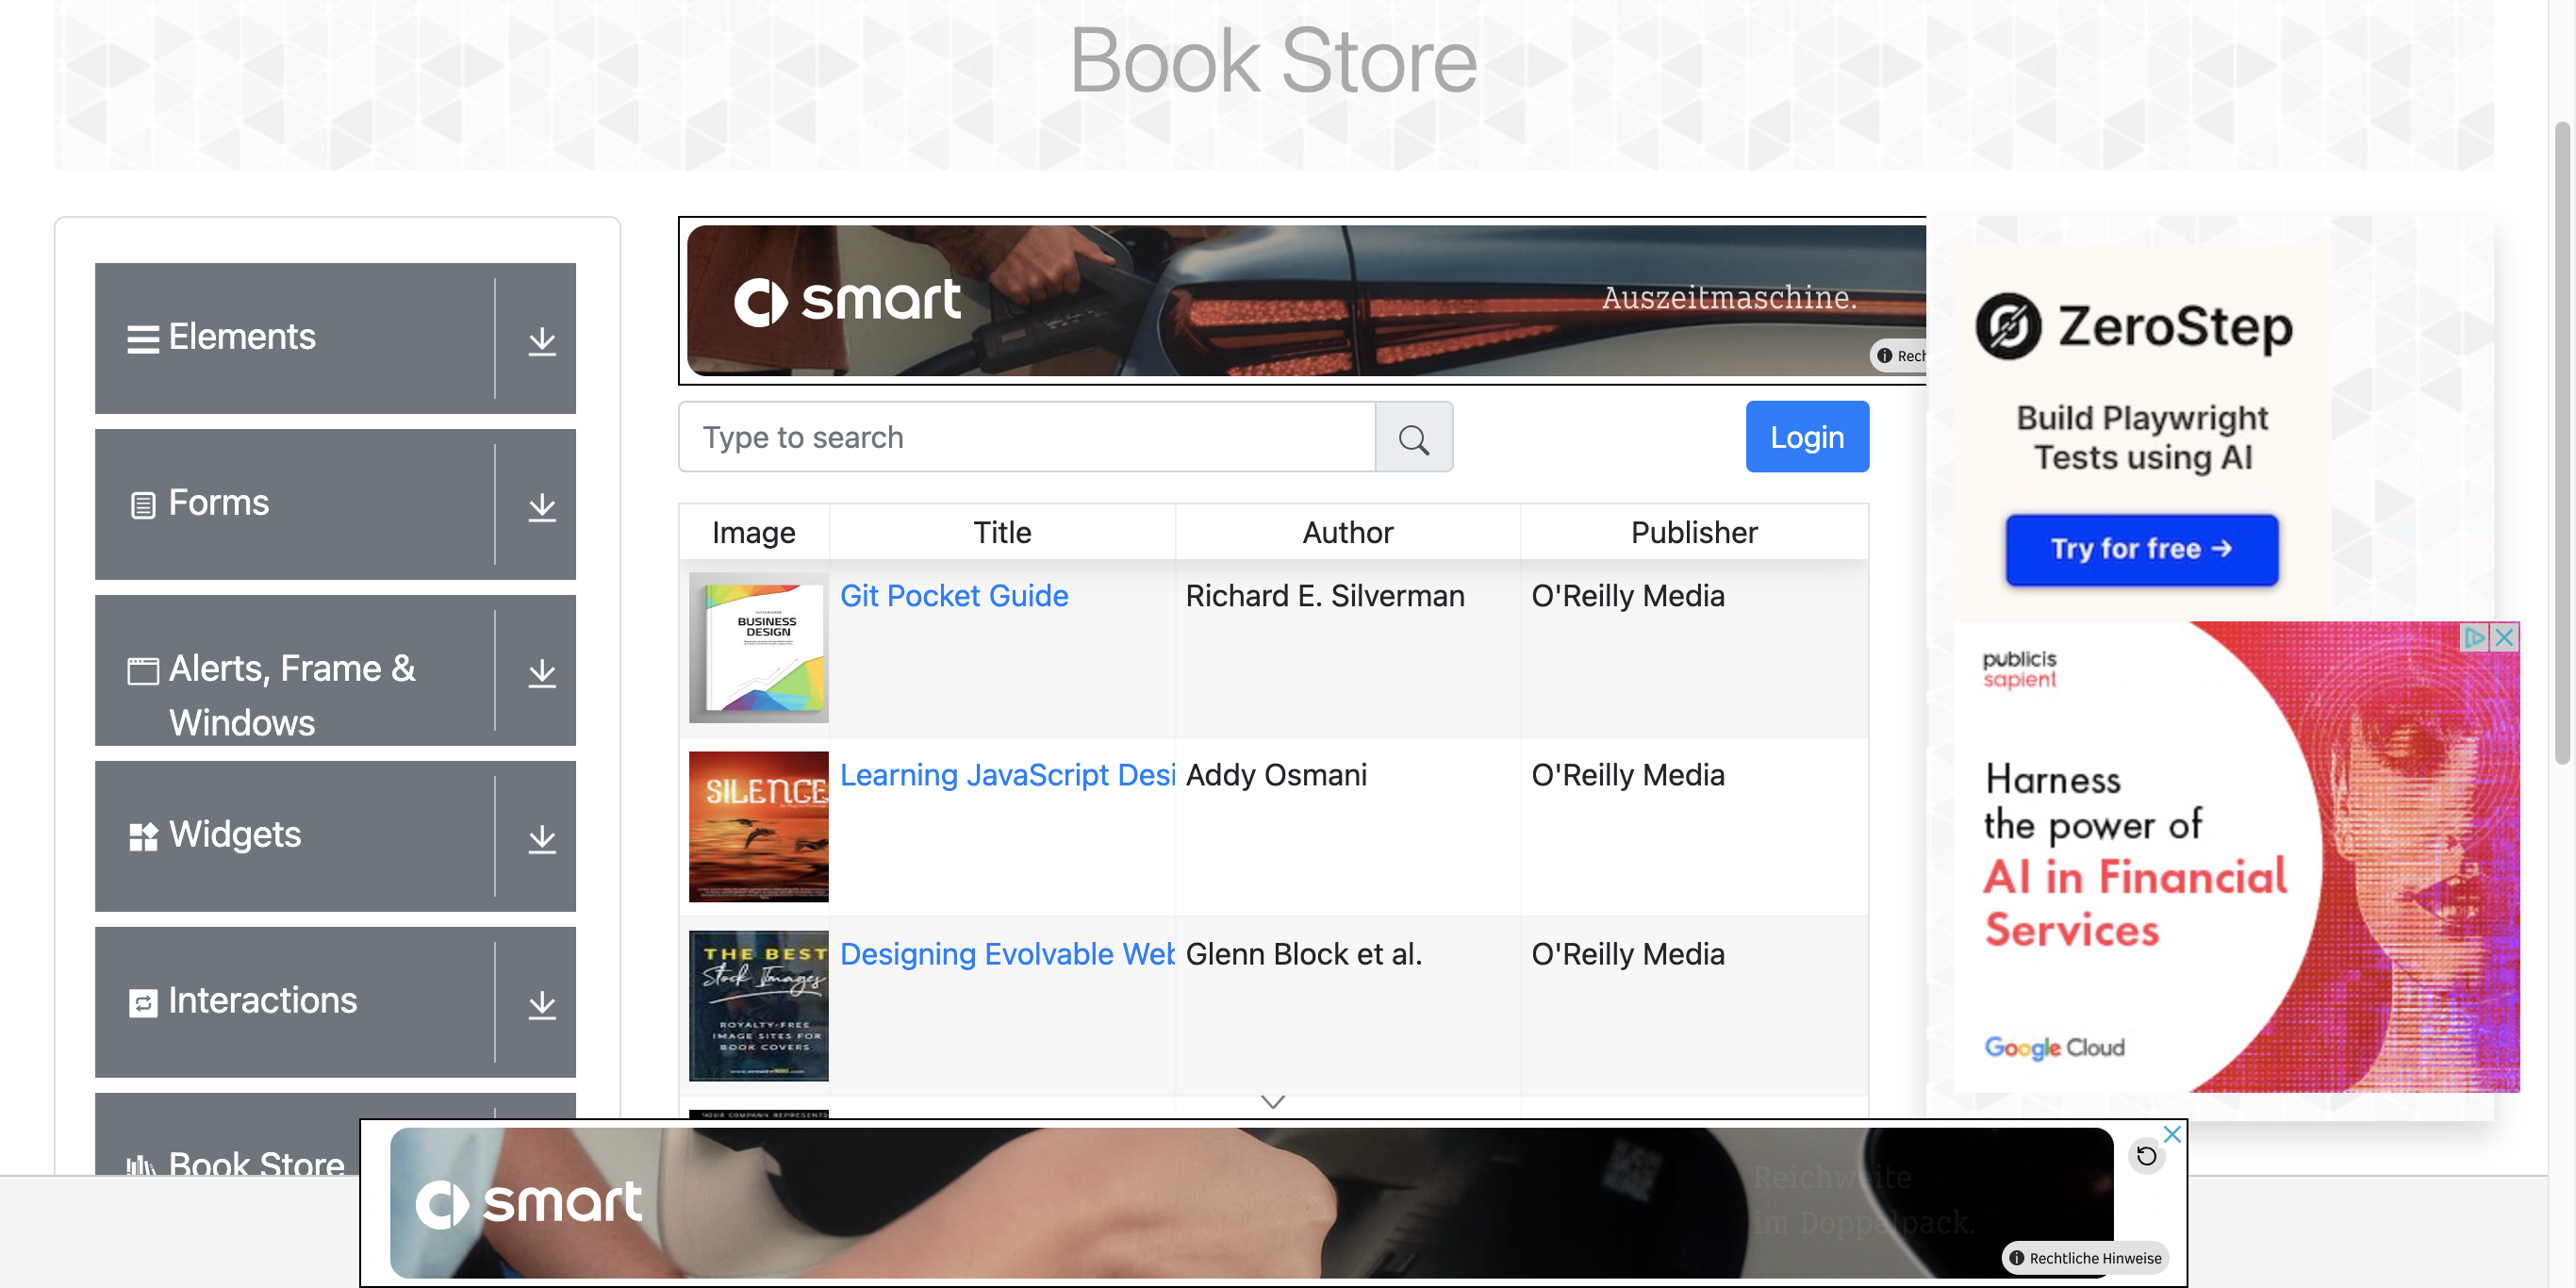 Book Store
Elements
Forms
Alerts, Frame &
Windows
Widgets
Interactions
Book Store
smart
Auszeitmaschine.
Rech
Type to search
Login
Image Title Author Publisher
BUSINESS
DESIGN
Git Pocket Guide Richard E. Silverman O'Reilly Media
SILENCE
Learning JavaScript Desi Addy Osmani O'Reilly Media
THE BEST
Stock Images
ROYALTY-FREE
IMAGE SITES FOR
BOOK COVERS
Designing Evolvable Web Glenn Block et al. O'Reilly Media
YOUR COMPANY REPRESENTS
ZeroStep
Build Playwright
Tests using AI
Try for free →
publicis
sapient
Harness
the power of
AI in Financial
Services
Google Cloud
smart
Reichweite
im Doppelpack.
Rechtliche Hinweise